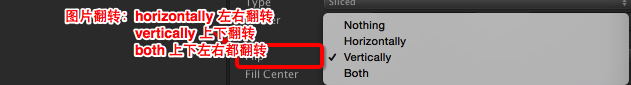 Type
Sliced
图片翻转：horizontally 左右翻转
vertically 上下翻转
both 上下左右都翻转
Nothing
Horizontally
✓ Vertically
Both
Fill Center